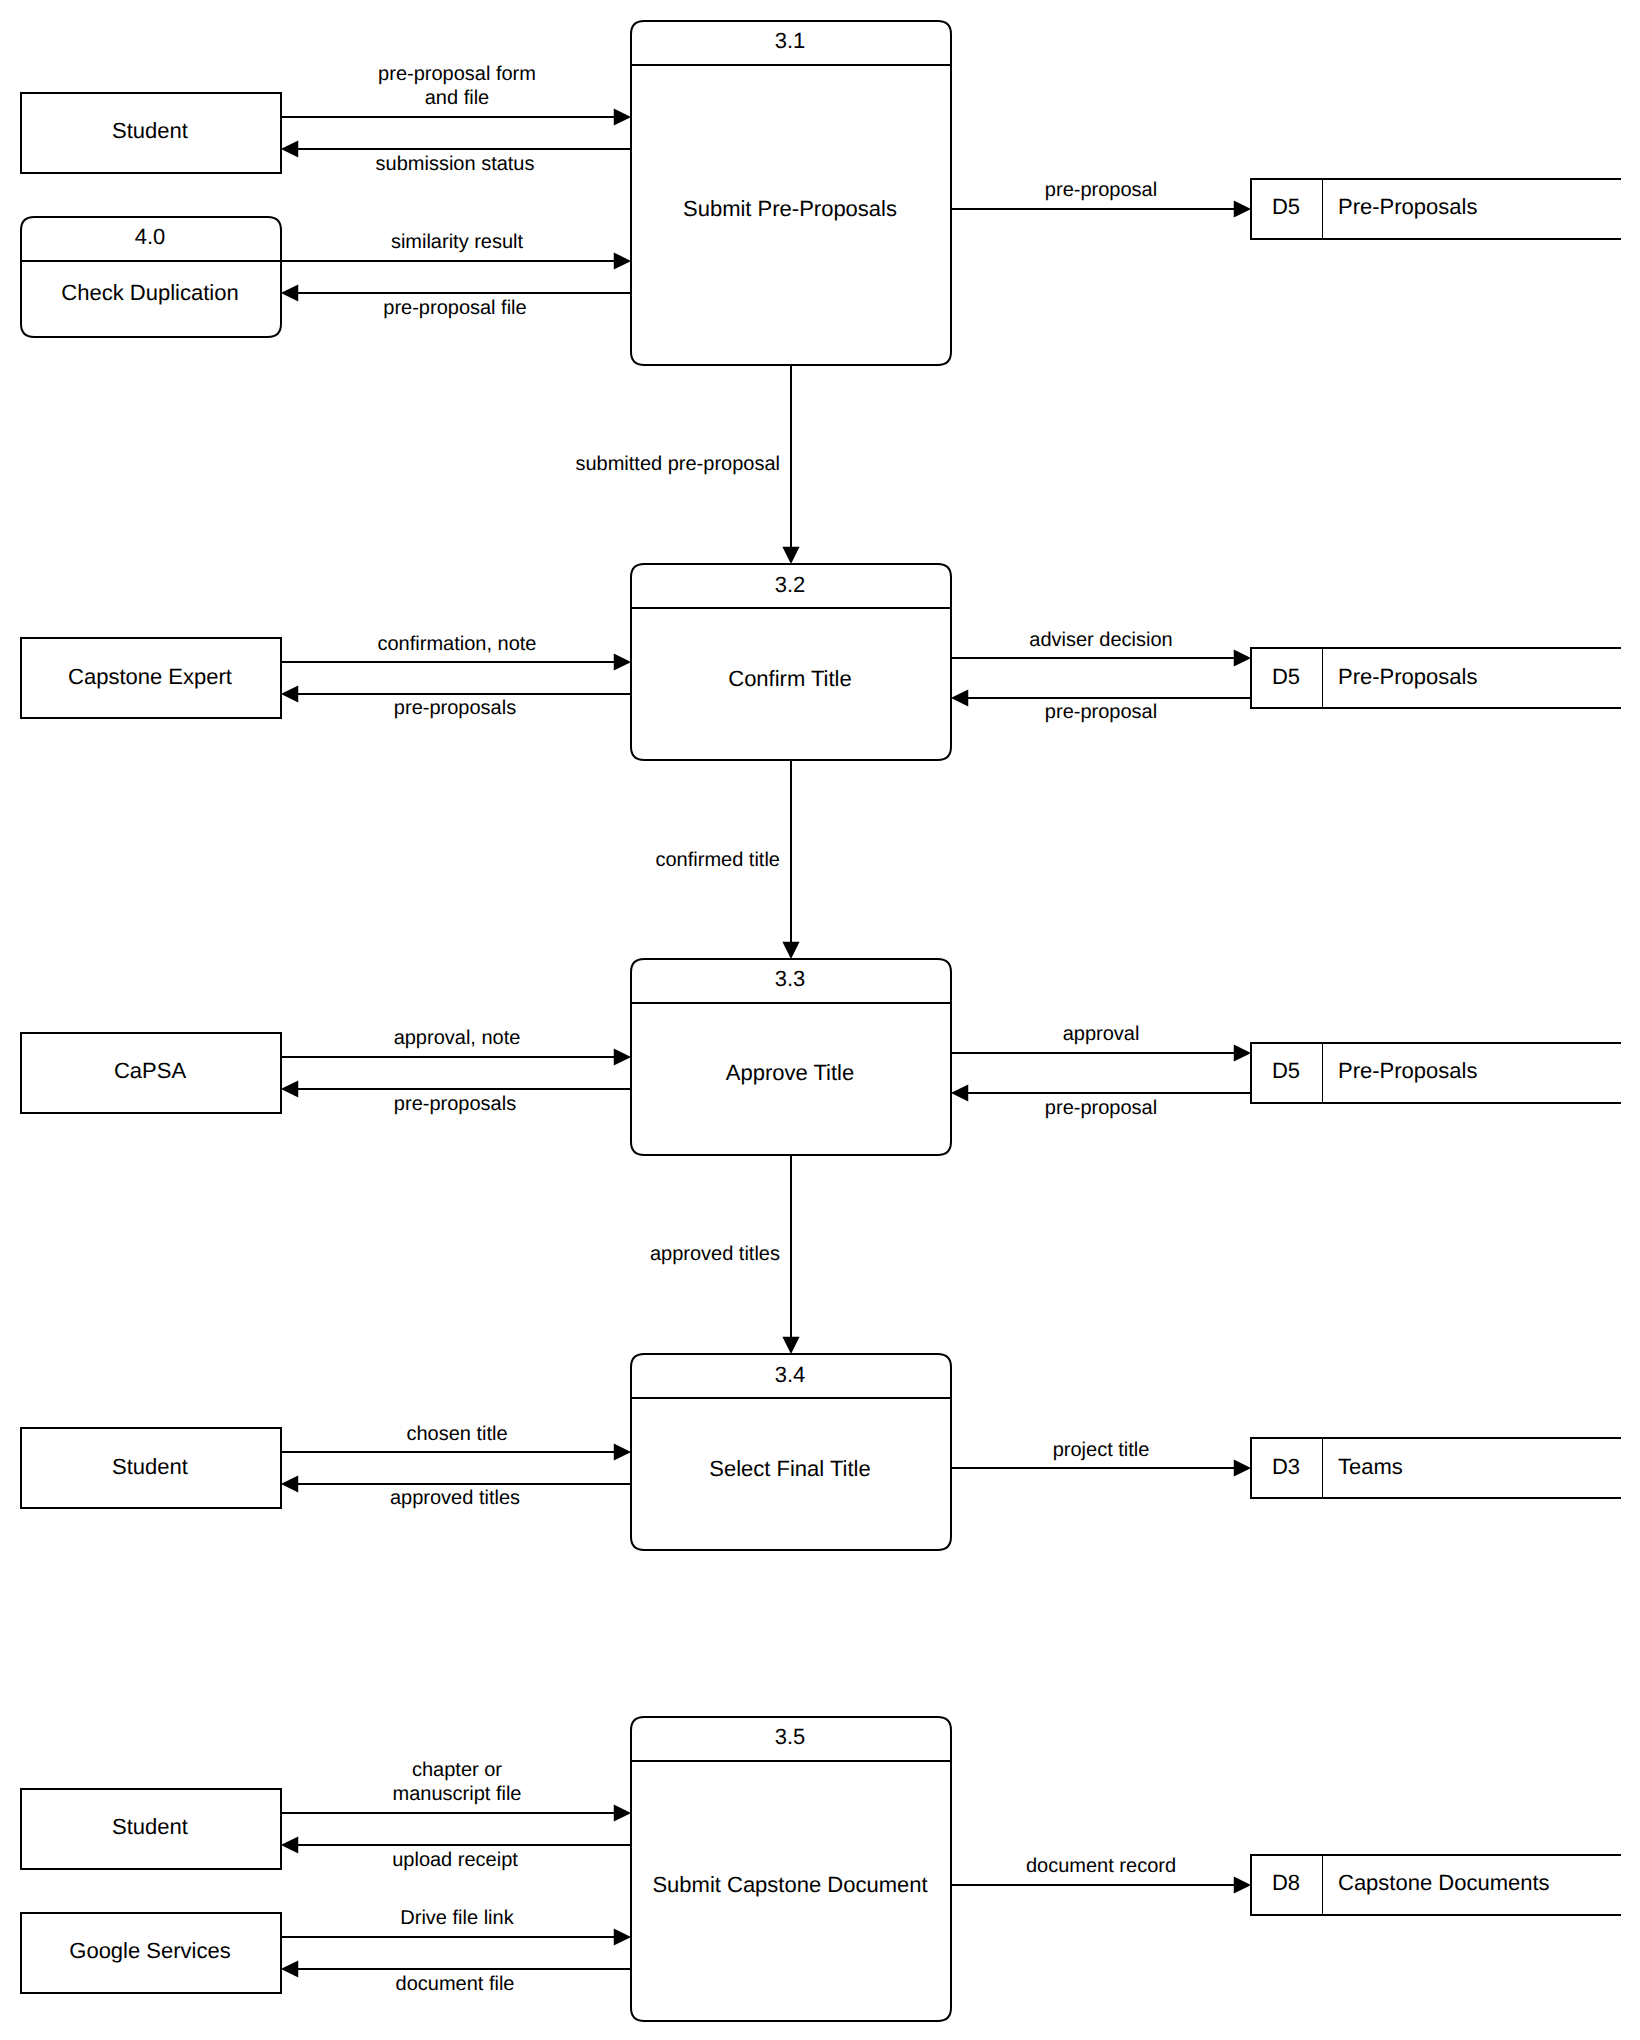 3.1
pre-proposal form
and file
Student
submission status
Submit Pre-Proposals
pre-proposal
D5
Pre-Proposals
4.0
similarity result
Check Duplication
pre-proposal file
submitted pre-proposal
3.2
confirmation, note
adviser decision
Capstone Expert
Confirm Title
D5
Pre-Proposals
pre-proposals
pre-proposal
confirmed title
3.3
approval, note
approval
CaPSA
Approve Title
D5
Pre-Proposals
pre-proposals
pre-proposal
approved titles
3.4
chosen title
project title
Student
Select Final Title
D3
Teams
approved titles
3.5
chapter or
manuscript file
Student
upload receipt
document record
Submit Capstone Document
D8
Capstone Documents
Drive file link
Google Services
document file